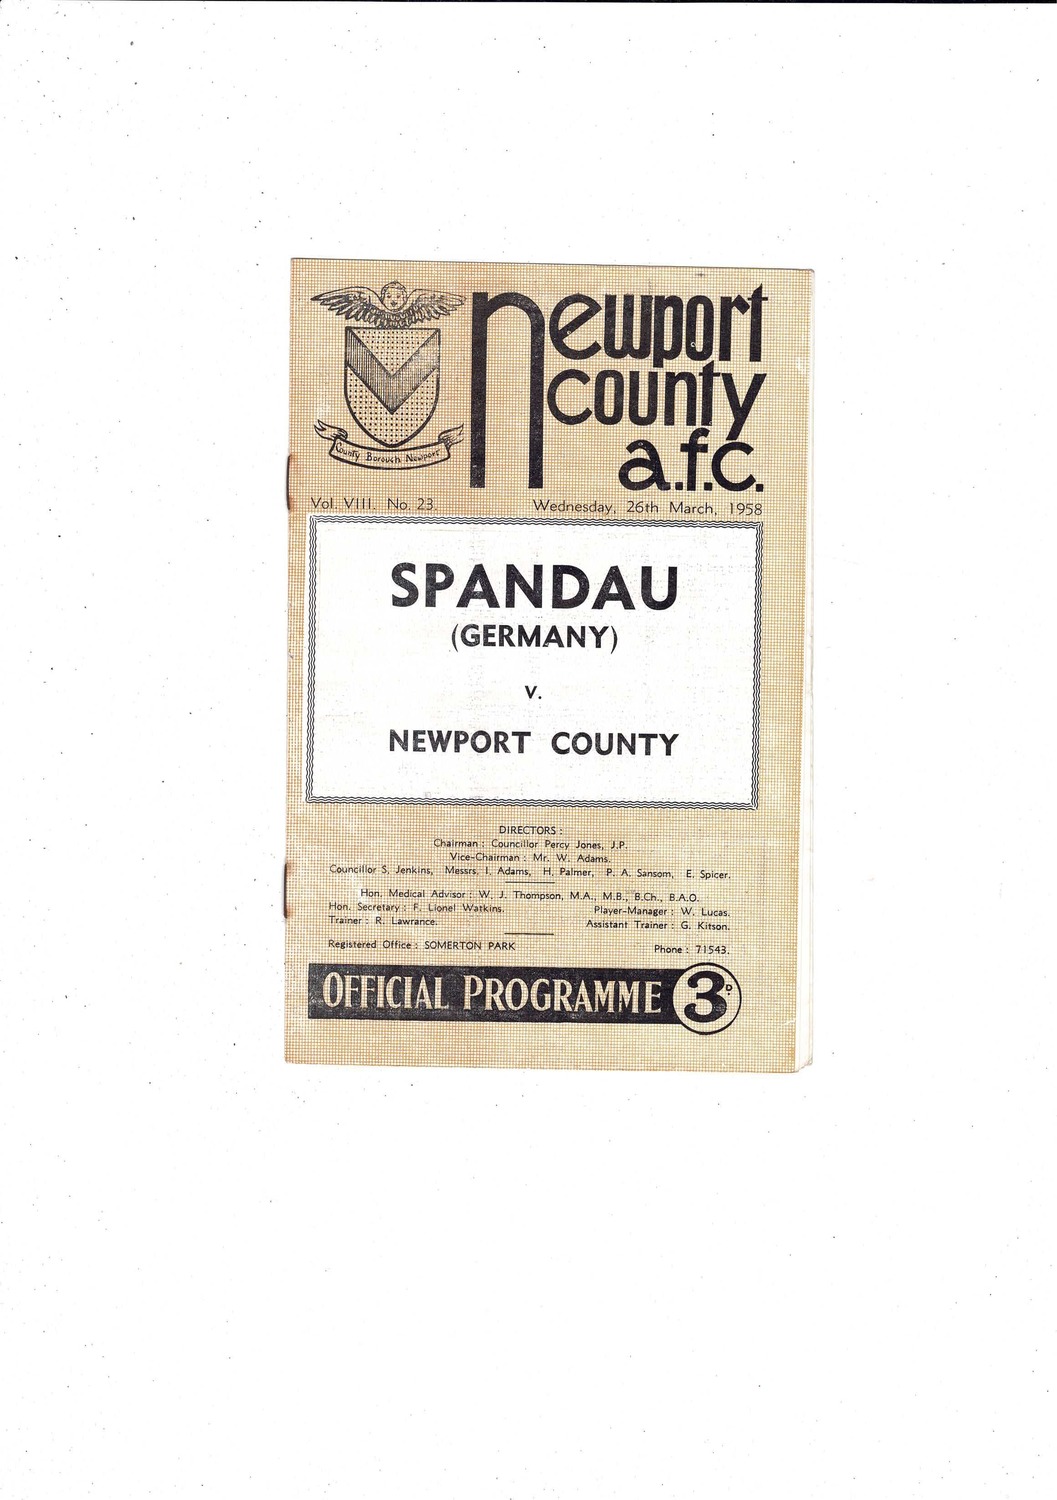 newport
county
a.f.c.
County Borough Newport
Vol. VIII. No. 23. Wednesday, 26th March, 1958
SPANDAU
(GERMANY)
v.
NEWPORT COUNTY
DIRECTORS :
Chairman : Councillor Percy Jones, J.P.
Vice-Chairman : Mr. W. Adams.
Councillor S. Jenkins, Messrs. I. Adams, H. Palmer, P. A. Sansom, E. Spicer.
Hon. Medical Advisor : W. J. Thompson, M.A., M.B., B.Ch., B.A.O.
Hon. Secretary : F. Lionel Watkins. Player-Manager : W. Lucas.
Trainer : R. Lawrance. Assistant Trainer : G. Kitson.
Registered Office : SOMERTON PARK Phone : 71543.
OFFICIAL PROGRAMME 3D.